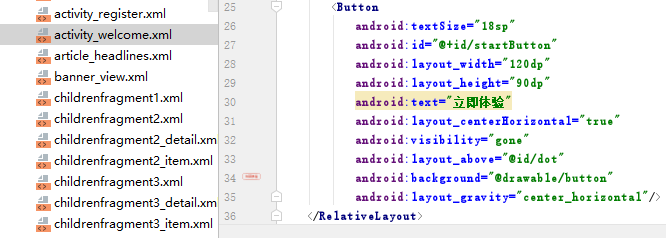 activity_register.xml
activity_welcome.xml
article_headlines.xml
banner_view.xml
childrenfragment1.xml
childrenfragment2.xml
childrenfragment2_detail.xm
childrenfragment2_item.xml
childrenfragment3.xml
childrenfragment3_detail.xm
childrenfragment3_item.xml
25 <Button
26 android:textSize="18sp"
27 android:id="@+id/startButton"
28 android:layout_width="120dp"
29 android:layout_height="90dp"
30 android:text="立即体验"
31 android:layout_centerHorizontal="true"
32 android:visibility="gone"
33 android:layout_above="@id/dot"
34 android:background="@drawable/button"
35 android:layout_gravity="center_horizontal"/>
36 </RelativeLayout>